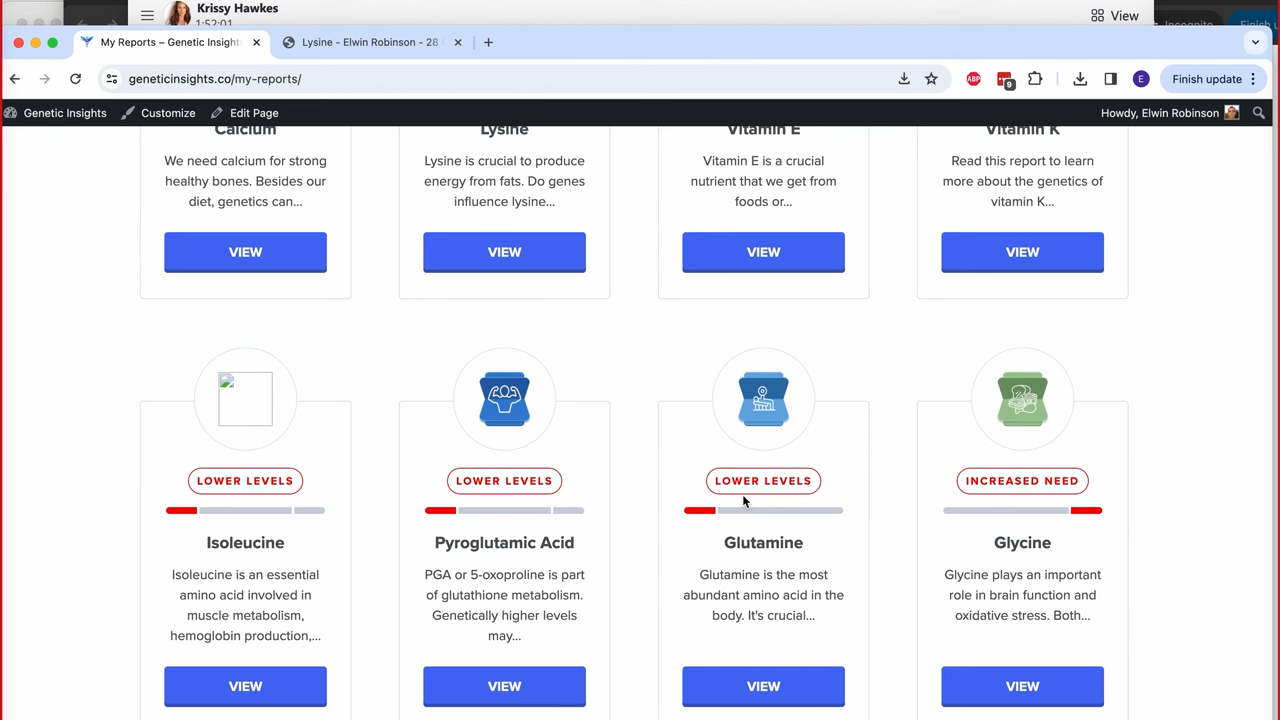 Krissy Hawkes
1:52:01
View
Incognito
Finish u
My Reports – Genetic Insights
Lysine - Elwin Robinson - 28
geneticinsights.co/my-reports/
ABP
9
E
Finish update
Genetic Insights
Customize
Edit Page
Howdy, Elwin Robinson
Calcium
We need calcium for strong
healthy bones. Besides our
diet, genetics can...
VIEW
Lysine
Lysine is crucial to produce
energy from fats. Do genes
influence lysine...
VIEW
Vitamin E
Vitamin E is a crucial
nutrient that we get from
foods or...
VIEW
Vitamin K
Read this report to learn
more about the genetics of
vitamin K...
VIEW
LOWER LEVELS
Isoleucine
Isoleucine is an essential
amino acid involved in
muscle metabolism,
hemoglobin production,...
VIEW
LOWER LEVELS
Pyroglutamic Acid
PGA or 5-oxoproline is part
of glutathione metabolism.
Genetically higher levels
may...
VIEW
LOWER LEVELS
Glutamine
Glutamine is the most
abundant amino acid in the
body. It's crucial...
VIEW
INCREASED NEED
Glycine
Glycine plays an important
role in brain function and
oxidative stress. Both...
VIEW